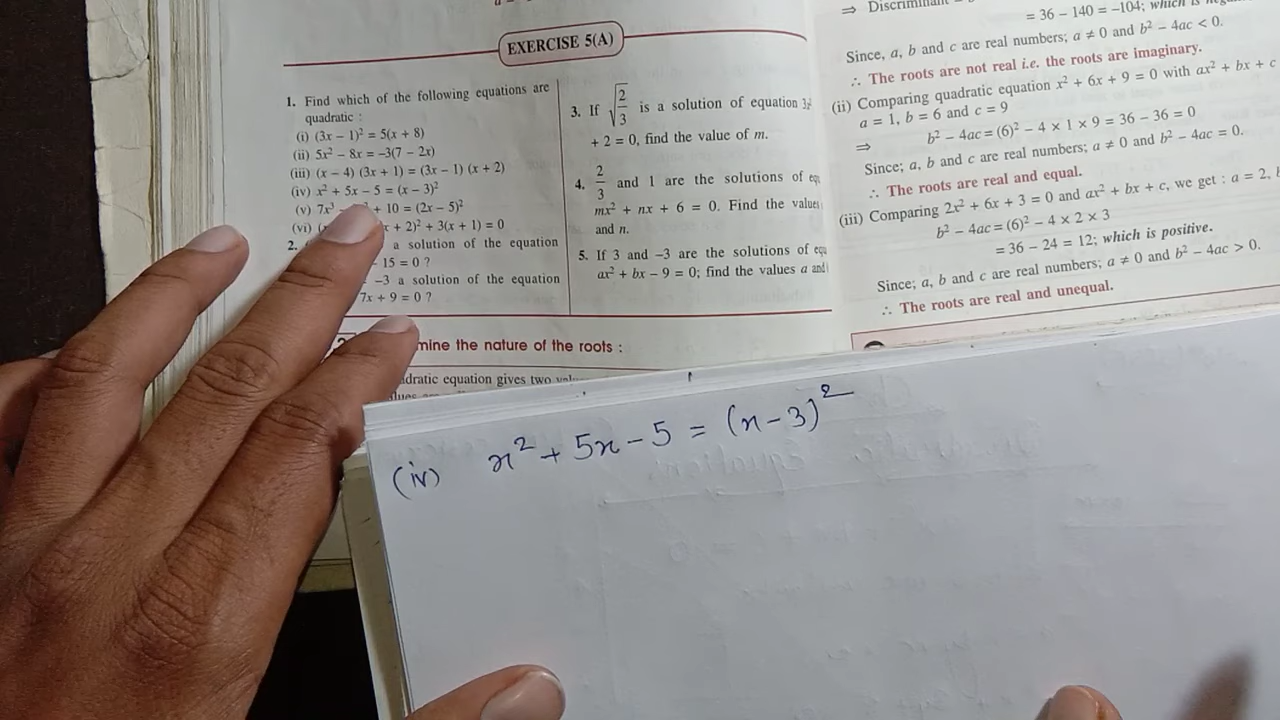 EXERCISE 5(A)
1. Find which of the following equations are
quadratic :
(i) (3x – 1)² = 5(x + 8)
(ii) 5x² – 8x = –3(7 – 2x)
(iii) (x – 4) (3x + 1) = (3x – 1) (x + 2)
(iv) x² + 5x – 5 = (x – 3)²
(v) 7x³ + 10 = (2x – 5)²
(vi) x + 2)² + 3(x + 1) = 0
2. a solution of the equation
– 15 = 0 ?
–3 a solution of the equation
7x + 9 = 0 ?
3. If √2/3 is a solution of equation
+ 2 = 0, find the value of m.
4. 2/3 and 1 are the solutions of
mx² + nx + 6 = 0. Find the
and n.
5. If 3 and –3 are the solutions of
ax² + bx – 9 = 0; find the values a and
mine the nature of the roots :
dratic equation gives two
⇒
= 36 – 140 = –104; which is
Since, a, b and c are real numbers; a ≠ 0 and b² – 4ac < 0.
∴ The roots are not real i.e. the roots are imaginary.
(ii) Comparing quadratic equation x² + 6x + 9 = 0 with ax² + bx + c
a = 1, b = 6 and c = 9
⇒ b² – 4ac = (6)² – 4 × 1 × 9 = 36 – 36 = 0
Since; a, b and c are real numbers; a ≠ 0 and b² – 4ac = 0.
∴ The roots are real and equal.
(iii) Comparing 2x² + 6x + 3 = 0 and ax² + bx + c, we get : a = 2,
b² – 4ac = (6)² – 4 × 2 × 3
= 36 – 24 = 12; which is positive.
Since; a, b and c are real numbers; a ≠ 0 and b² – 4ac > 0.
∴ The roots are real and unequal.
(iv) x² + 5x – 5 = (x – 3)²